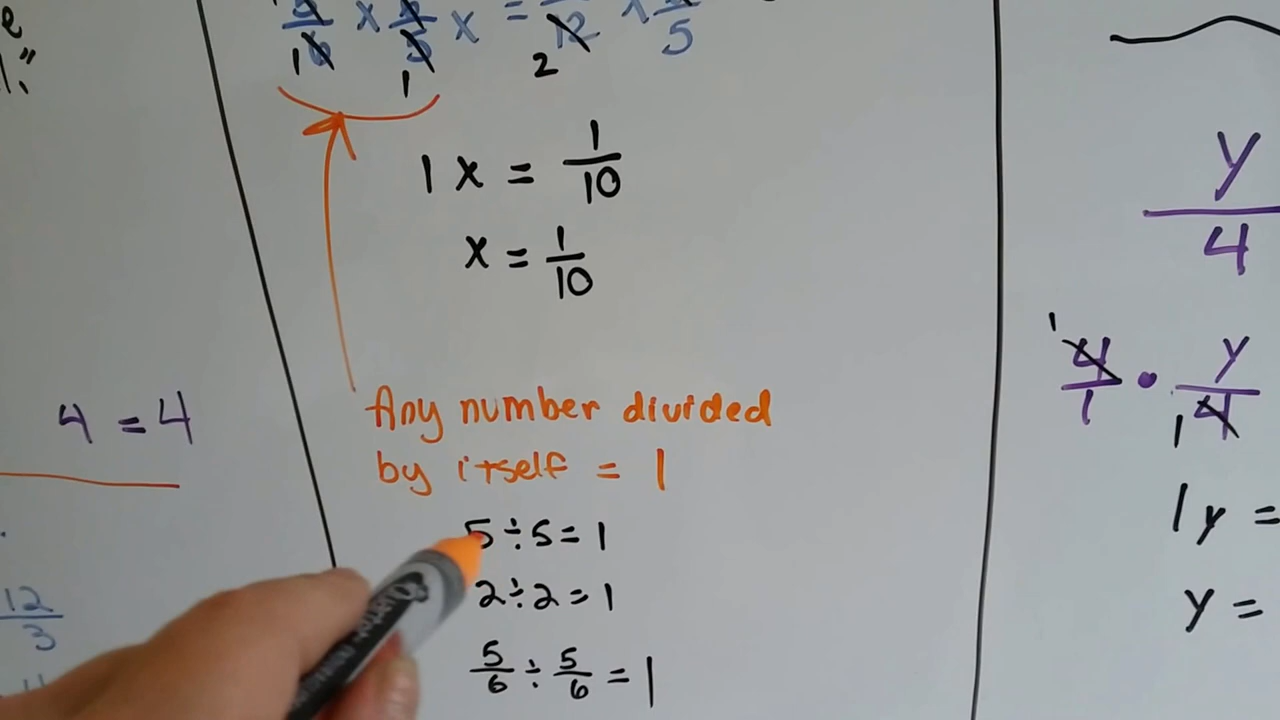 1x = 1/10
x = 1/10
Any number divided
by itself = 1
5÷5=1
2÷2=1
5/6 ÷ 5/6 = 1
4 = 4
12/3
y/4
4/1 • y/4
1y =
y =